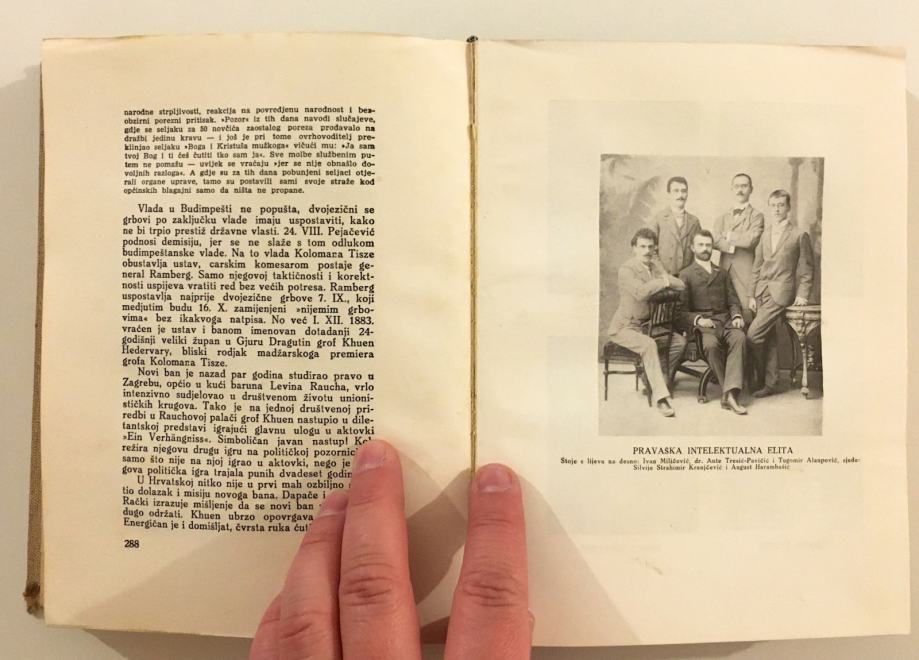 narodne strpljivosti, reakcija na povredjenu narodnost i bez-
obzirni porezni pritisak. »Pozor« iz tih dana navodi slučajeve,
gdje se seljaku za 50 novčića zaostalog poreza prodavalo na
dražbi jedinu kravu — i još je pri tome ovrhovoditelj pre-
klinjao seljaku »Boga i Kristuša mužkoga« vičući mu: »Ja sam
tvoj Bog i ti ćeš ćutiti tko sam ja«. Sve molbe službenim pu-
tem ne pomažu — uvijek se vraćaju »jer se nije obnašlo do-
voljnih razloga«. A gdje su za tih dana pobunjeni seljaci otje-
rali organe uprave, tamo su postavili sami svoje straže kod
općinskih blagajni samo da ništa ne propane.
Vlada u Budimpešti ne popušta, dvojezični se
grbovi po zaključku vlade imaju uspostaviti, kako
ne bi trpio prestiž državne vlasti. 24. VIII. Pejačević
podnosi demisiju, jer se ne slaže s tom odlukom
budimpeštanske vlade. Na to vlada Kolomana Tisze
obustavlja ustav, carskim komesarom postaje ge-
neral Ramberg. Samo njegovoj taktičnosti i korekt-
nosti uspijeva vratiti red bez većih potresa. Ramberg
uspostavlja najprije dvojezične grbove 7. IX., koji
medjutim budu 16. X. zamijenjeni »nijemim grbo-
vima« bez ikakvoga natpisa. No već 1. XII. 1883.
vraćen je ustav i banom imenovan dotadanji 24-
godišnji veliki župan u Gjuru Dragutin grof Khuen
Hedervary, bliski rodjak madžarskoga premiera
grofa Kolomana Tisze.
Novi ban je nazad par godina studirao pravo u
Zagrebu, općio u kući baruna Levina Raucha, vrlo
intenzivno sudjelovao u društvenom životu unioni-
stičkih krugova. Tako je na jednoj društvenoj pri-
redbi u Rauchovoj palači grof Khuen nastupio u dile-
tantskoj predstavi igrajući glavnu ulogu u aktovki
»Ein Verhängniss«. Simboličan javan nastup!
režira njegovu drugu igru na političkoj
samo što nije na njoj igrao u aktovki, nego je
gova politička igra trajala punih dvadeset
U Hrvatskoj nitko nije u prvi mah ozbiljno
tio dolazak i misiju novoga bana. Dapače i
Rački izrazuje mišljenje da se novi ban
dugo održati. Khuen ubrzo opovrgava
Energičan je i domišljat, čvrsta ruka
288
PRAVAŠKA INTELEKTUALNA ELITA
Stoje s lijeva na desno: Ivan Miličević, dr. Ante Tresić-Pavičić i Tugomir Alaupović, sjede:
Silvije Strahimir Kranjčević i August Harambašić